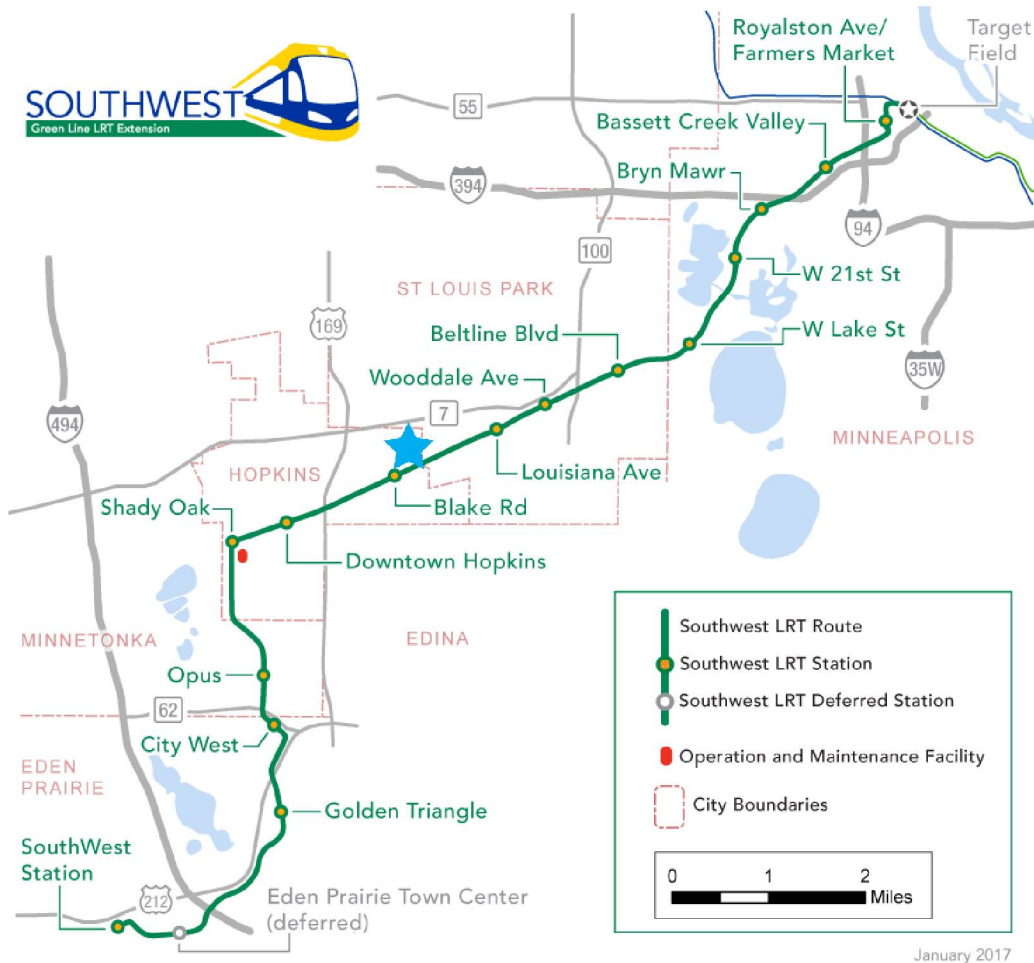 SOUTHWEST
Green Line LRT Extension
Royalston Ave/
Farmers Market
Target
Field
55
Bassett Creek Valley
Bryn Mawr
394
94
100
ST LOUIS PARK
W 21st St
169
Beltline Blvd
W Lake St
Wooddale Ave
35W
494
7
MINNEAPOLIS
HOPKINS
Louisiana Ave
Shady Oak
Blake Rd
Downtown Hopkins
MINNETONKA
EDINA
Opus
62
City West
EDEN
PRAIRIE
Golden Triangle
SouthWest
Station
212
Eden Prairie Town Center
(deferred)
Southwest LRT Route
Southwest LRT Station
Southwest LRT Deferred Station
Operation and Maintenance Facility
City Boundaries
0 1 2
Miles
January 2017